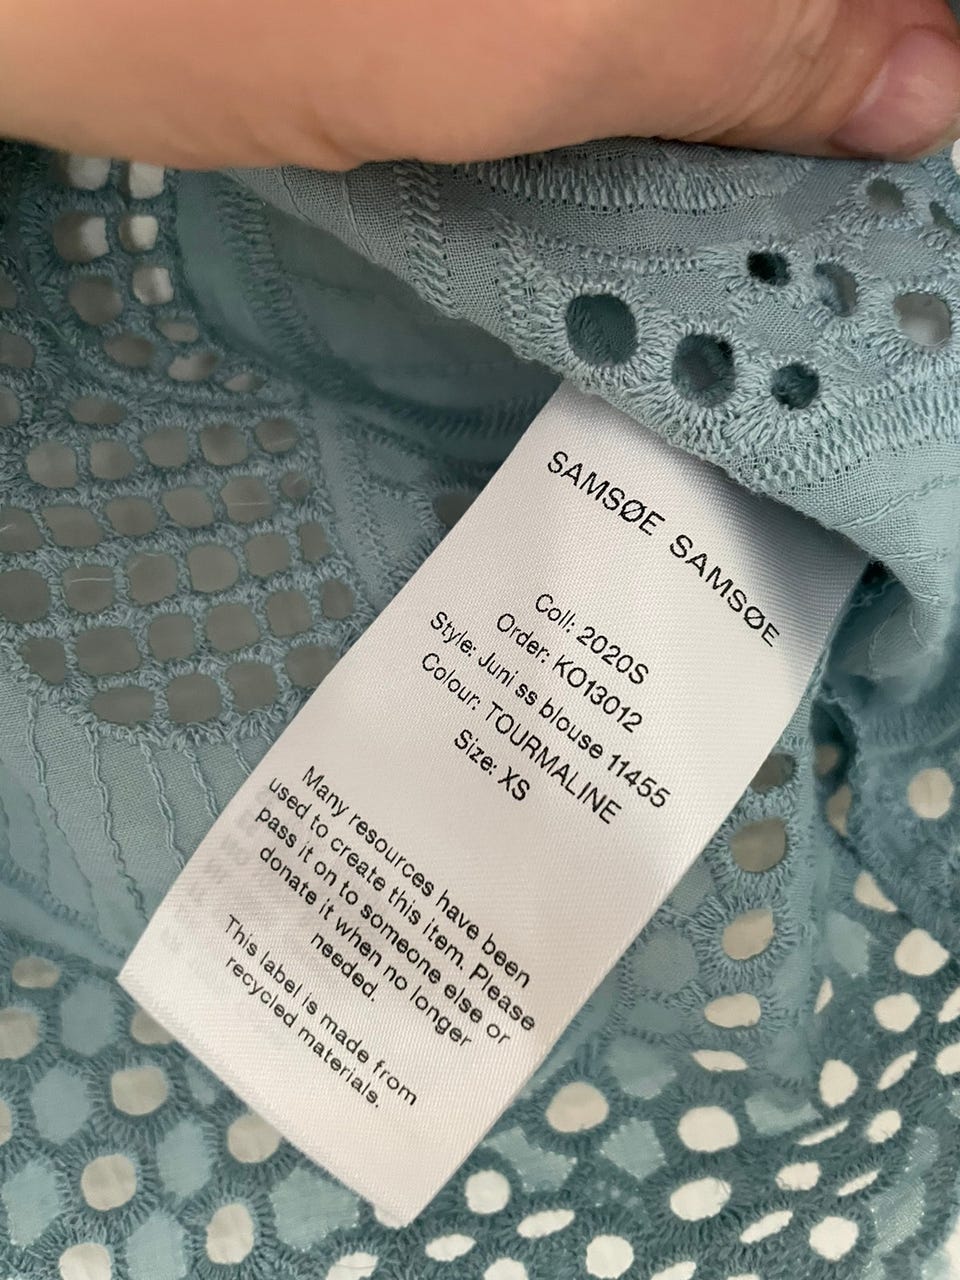 SAMSØE SAMSØE
Coll: 2020S
Order: KO13012
Style: Juni ss blouse 11455
Colour: TOURMALINE
Size: XS
Many resources have been
used to create this item. Please
pass it on to someone else or
donate it when no longer
needed.
This label is made from
recycled materials.